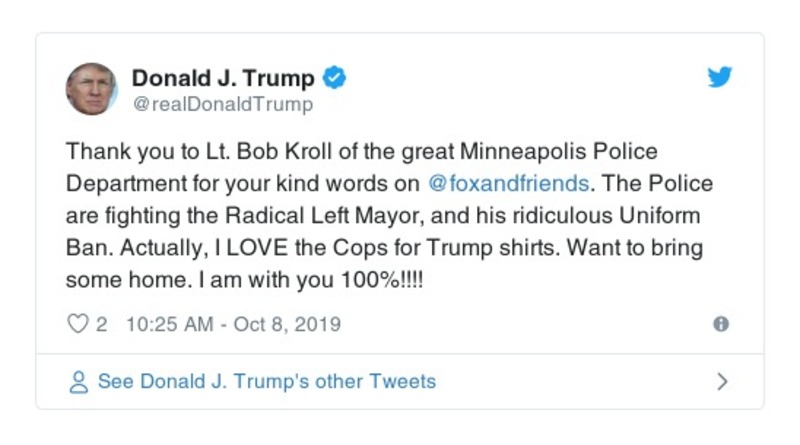 Donald J. Trump
@realDonaldTrump
Thank you to Lt. Bob Kroll of the great Minneapolis Police
Department for your kind words on @foxandfriends. The Police
are fighting the Radical Left Mayor, and his ridiculous Uniform
Ban. Actually, I LOVE the Cops for Trump shirts. Want to bring
some home. I am with you 100%!!!!
2 10:25 AM - Oct 8, 2019
See Donald J. Trump's other Tweets